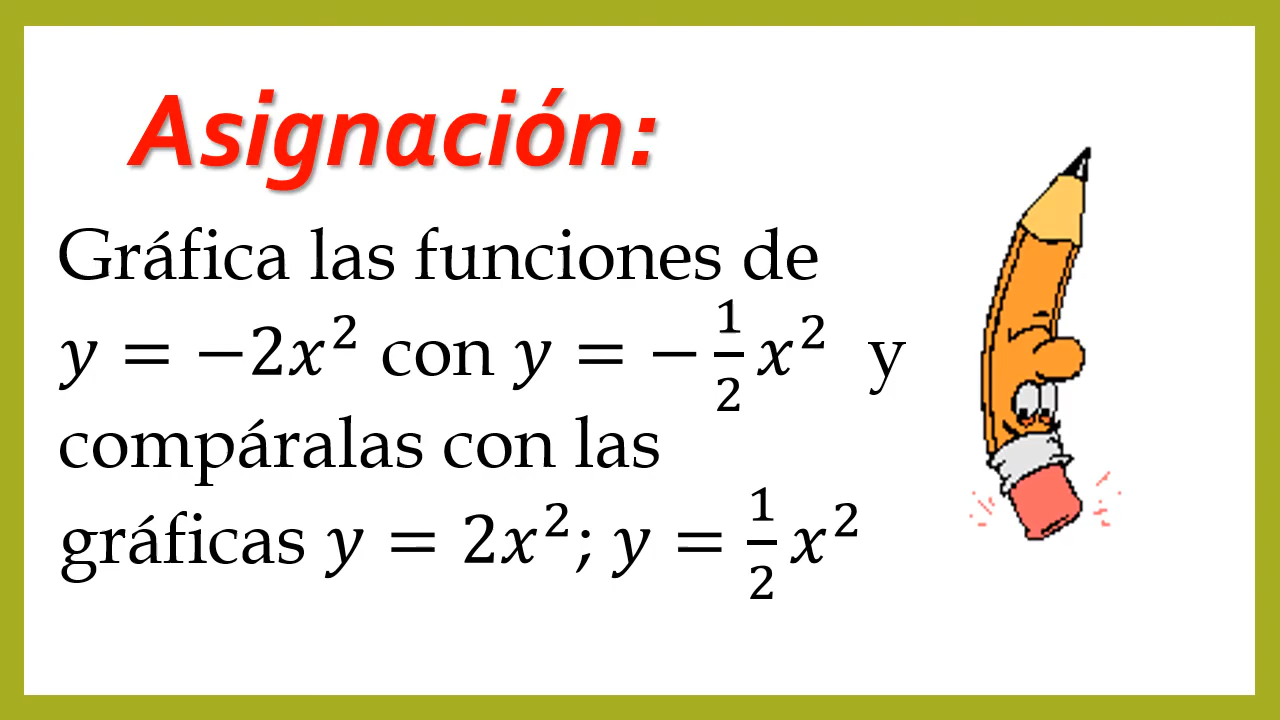 Asignación:
Gráfica las funciones de
y = −2x² con y = −½x² y
compáralas con las
gráficas y = 2x²; y = ½x²